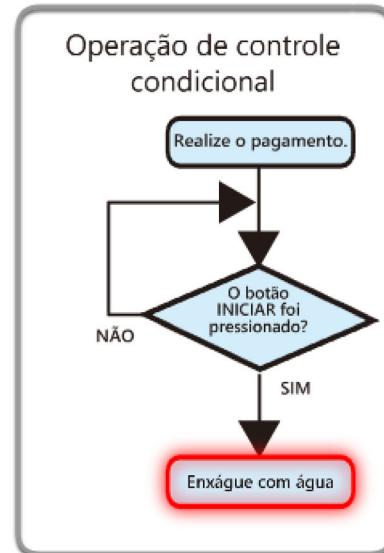 Operação de controle
condicional
Realize o pagamento.
O botão
INICIAR foi
pressionado?
NÃO
SIM
Enxágue com água